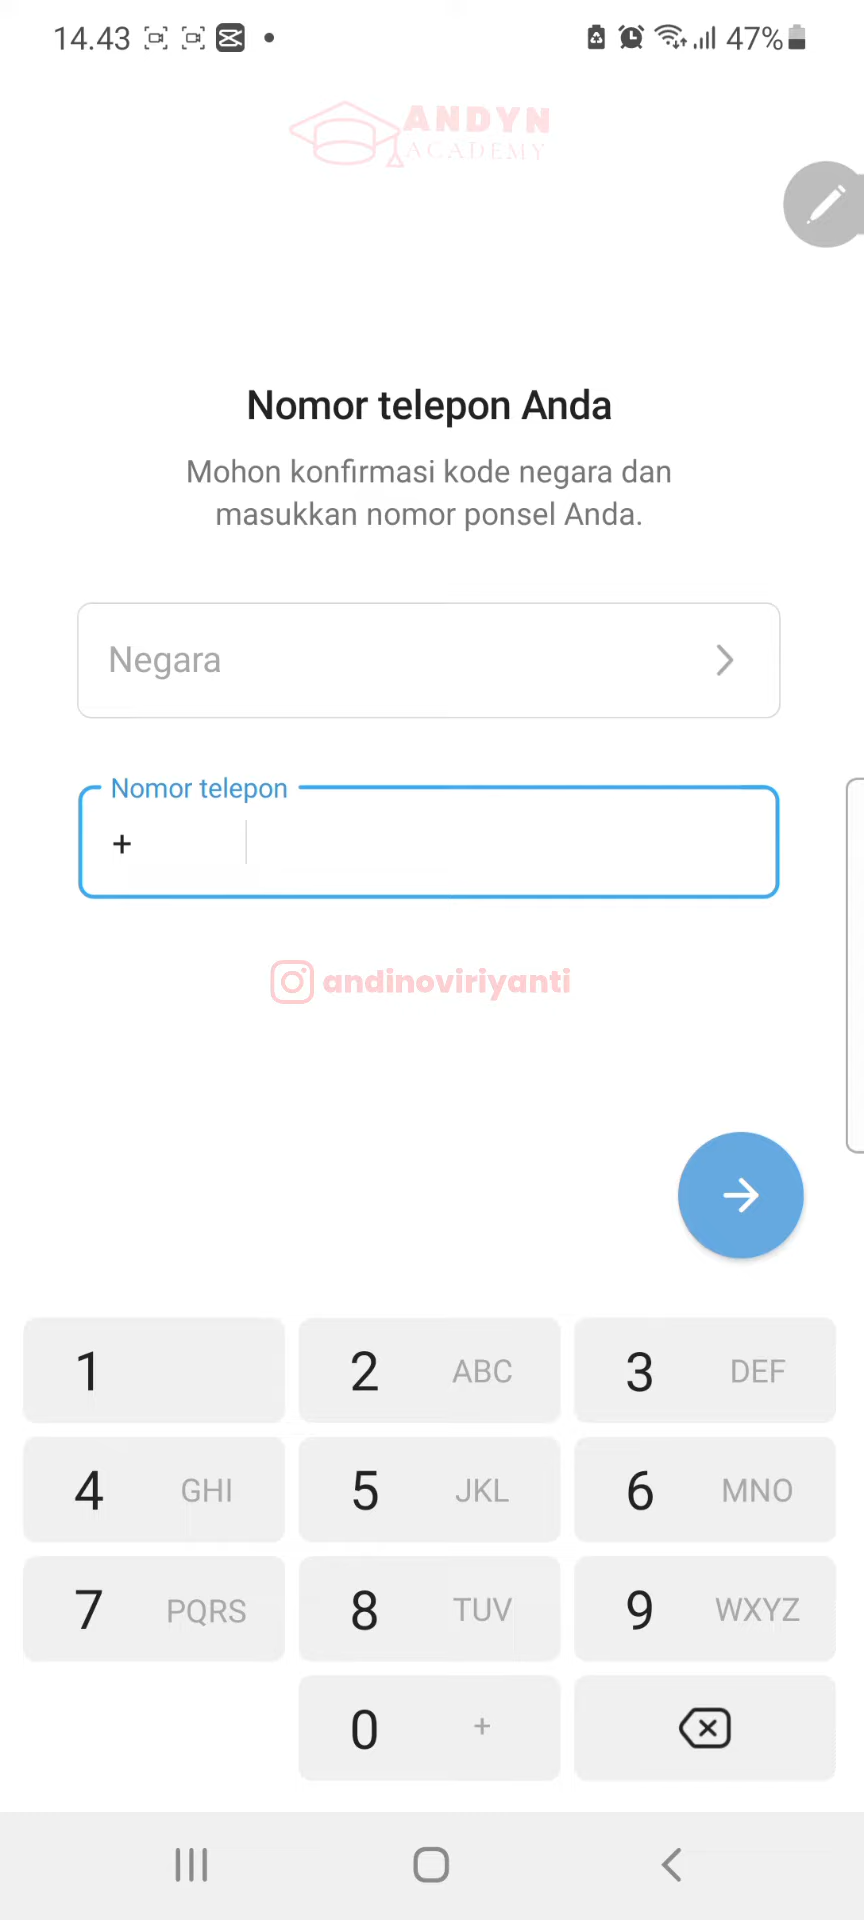 14.43
47%
ANDYN
ACADEMY
Nomor telepon Anda
Mohon konfirmasi kode negara dan
masukkan nomor ponsel Anda.
Negara
Nomor telepon
+
andinoviriyanti
1
2 ABC
3 DEF
4 GHI
5 JKL
6 MNO
7 PQRS
8 TUV
9 WXYZ
0 +